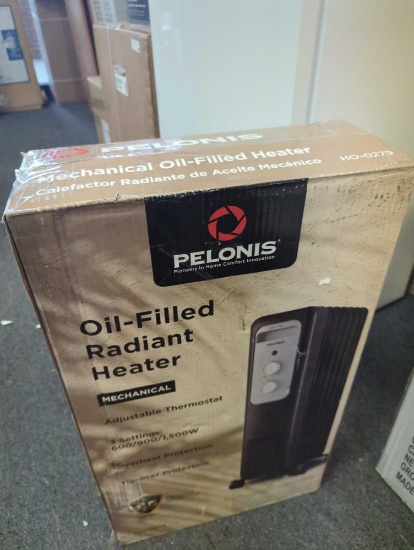 PELONIS
Mechanical Oil-Filled Heater
HO-0279
Calefactor Radiante de Aceite Mecánico
PELONIS
Pioneers in Home Comfort Innovation
Oil-Filled
Radiant
Heater
MECHANICAL
Adjustable Thermostat
3 Settings:
600/900/1,500W
Overheat Protection
Tip-over Protection